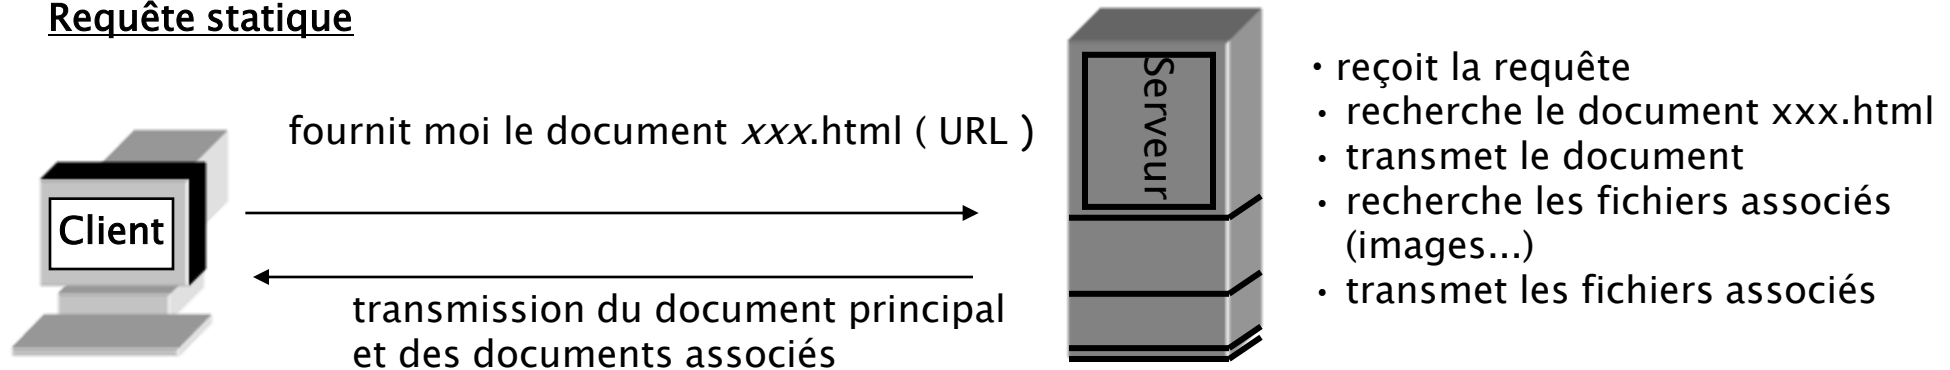 Requête statique
fournit moi le document xxx.html ( URL )
Client
transmission du document principal
et des documents associés
Serveur
• reçoit la requête
• recherche le document xxx.html
• transmet le document
• recherche les fichiers associés
(images...)
• transmet les fichiers associés